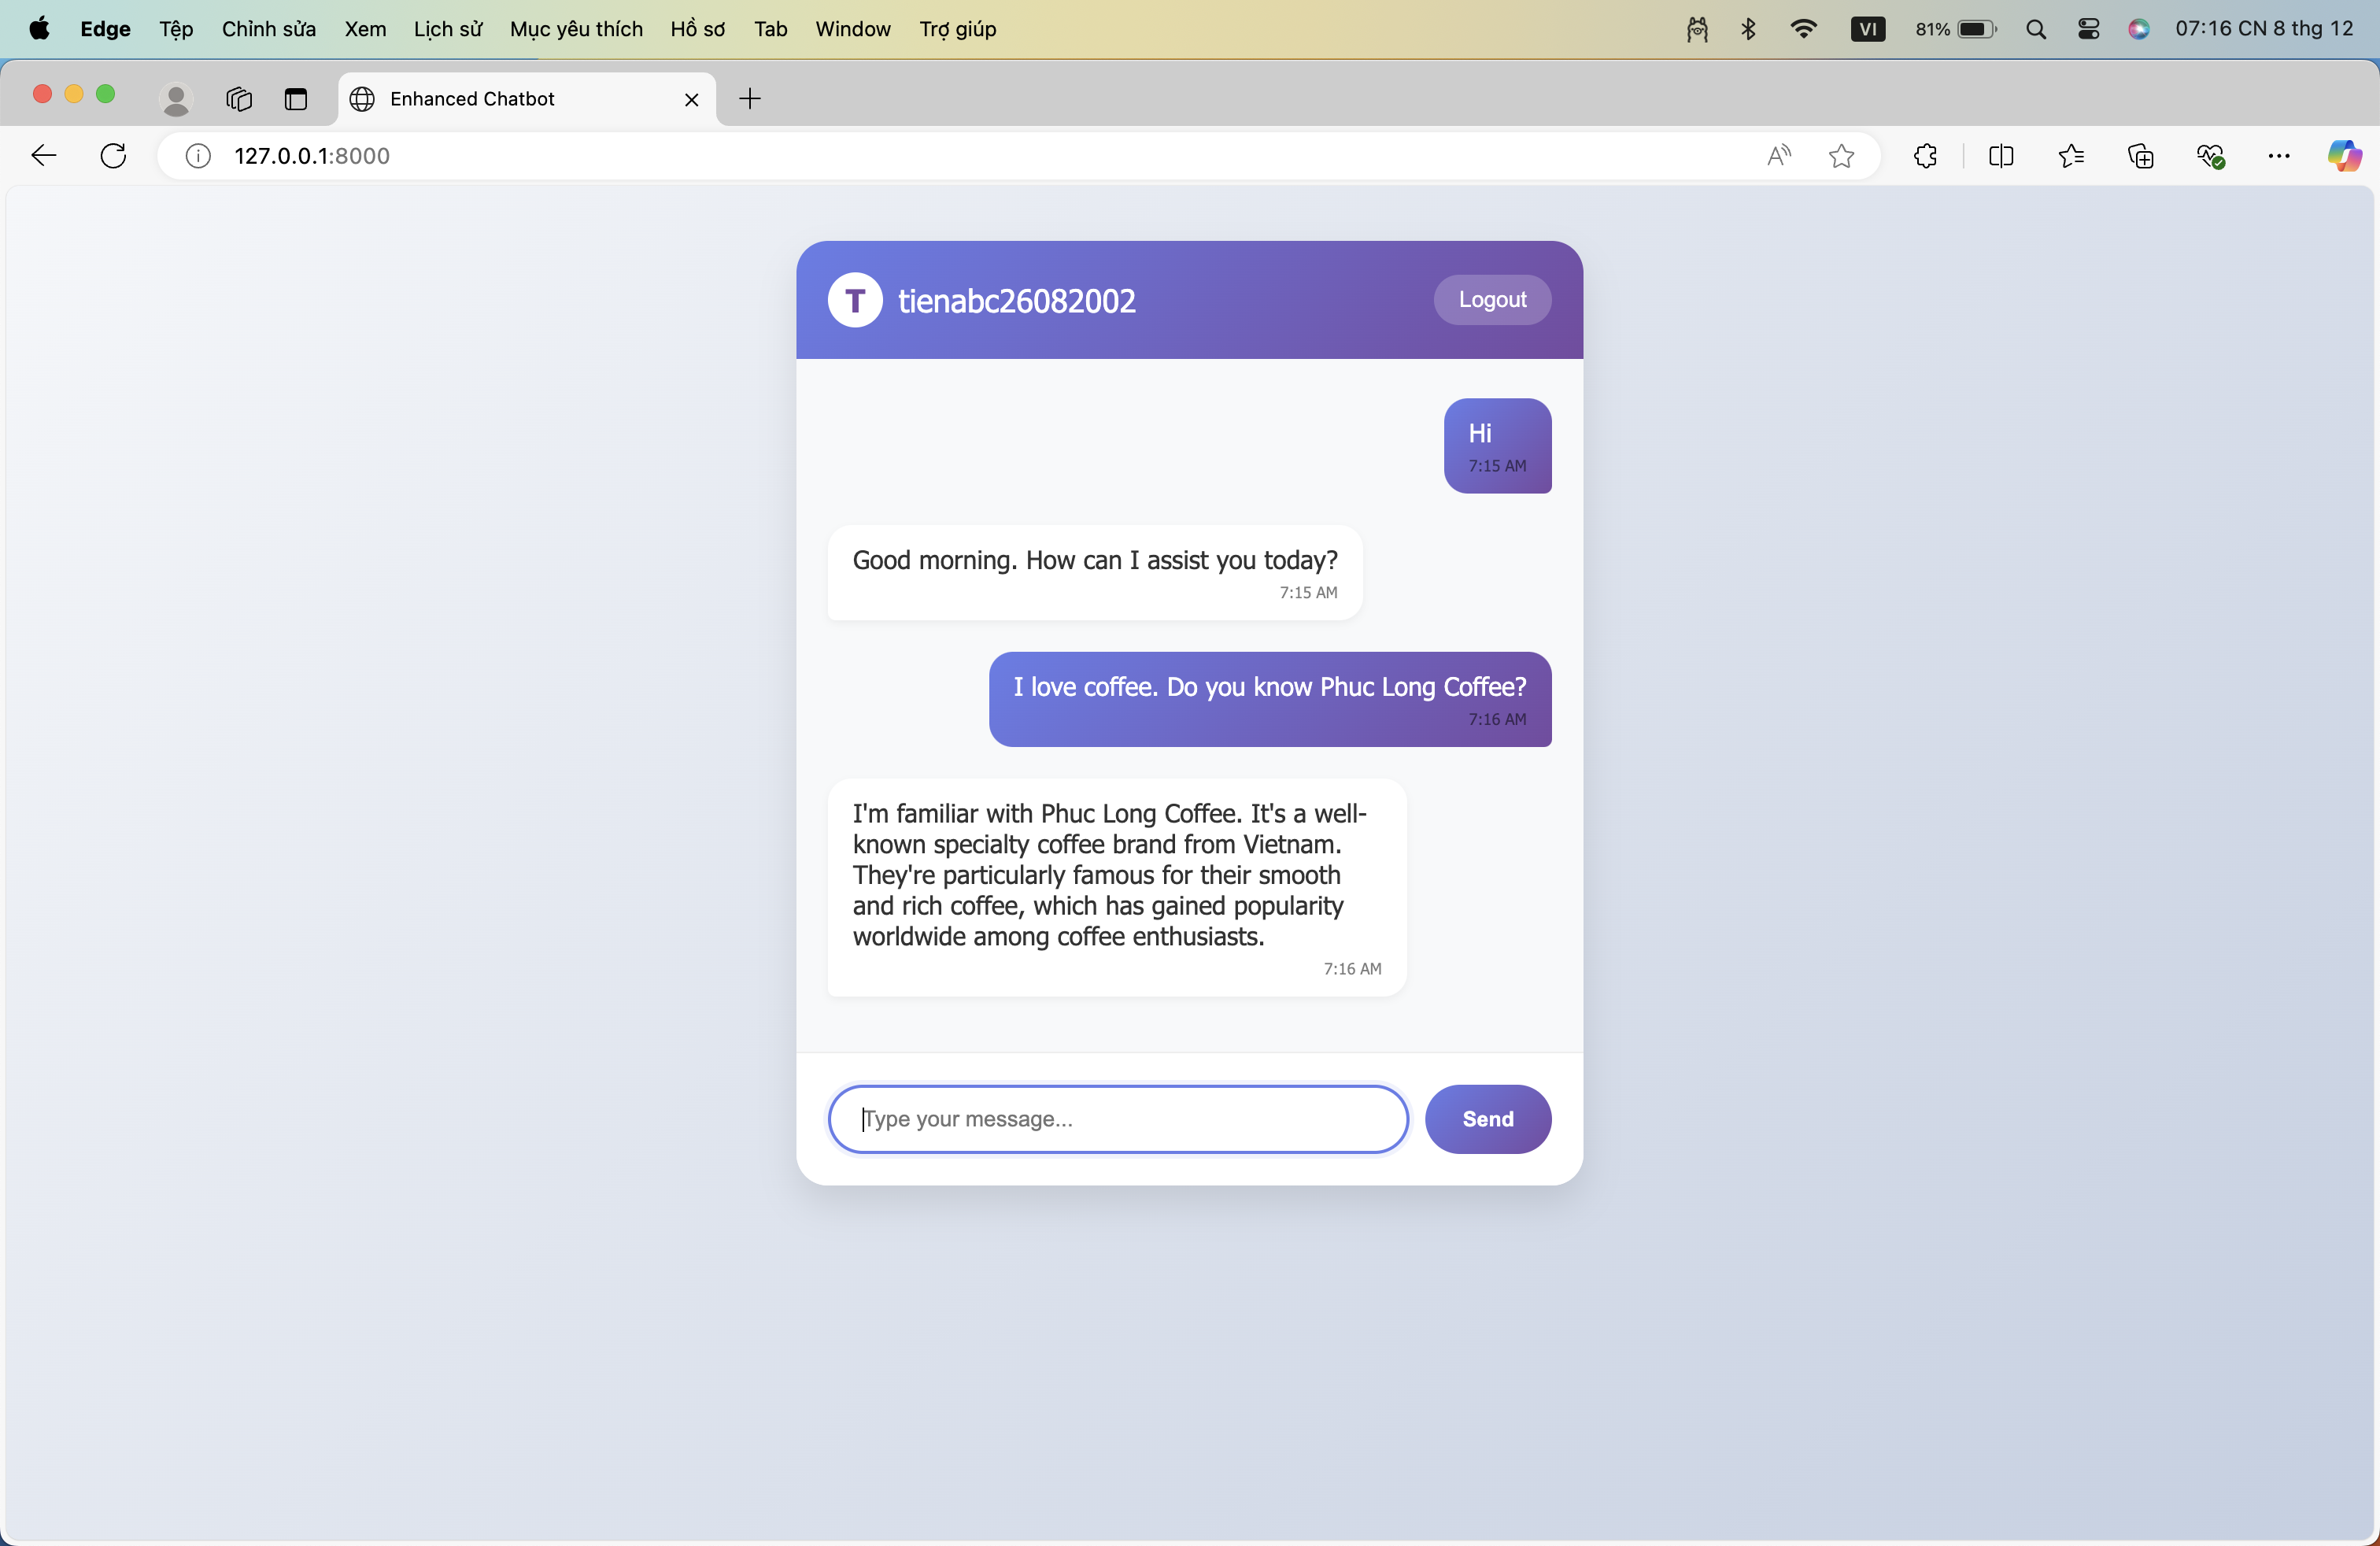 Edge Tệp Chỉnh sửa Xem Lịch sử Mục yêu thích Hồ sơ Tab Window Trợ giúp VI 81% 07:16 CN 8 thg 12
Enhanced Chatbot
127.0.0.1:8000
T tienabc26082002 Logout
Hi
7:15 AM
Good morning. How can I assist you today?
7:15 AM
I love coffee. Do you know Phuc Long Coffee?
7:16 AM
I'm familiar with Phuc Long Coffee. It's a well-
known specialty coffee brand from Vietnam.
They're particularly famous for their smooth
and rich coffee, which has gained popularity
worldwide among coffee enthusiasts.
7:16 AM
Type your message... Send